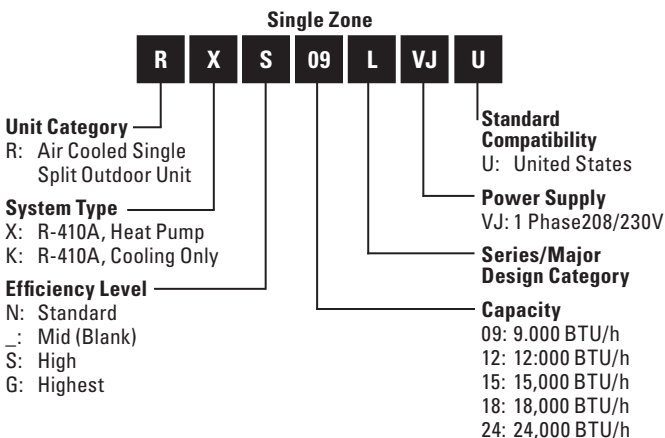 Single Zone
R X S 09 L VJ U
Unit Category
R: Air Cooled Single
Split Outdoor Unit
System Type
X: R-410A, Heat Pump
K: R-410A, Cooling Only
Efficiency Level
N: Standard
_: Mid (Blank)
S: High
G: Highest
Standard
Compatibility
U: United States
Power Supply
VJ: 1 Phase208/230V
Series/Major
Design Category
Capacity
09: 9.000 BTU/h
12: 12:000 BTU/h
15: 15,000 BTU/h
18: 18,000 BTU/h
24: 24,000 BTU/h